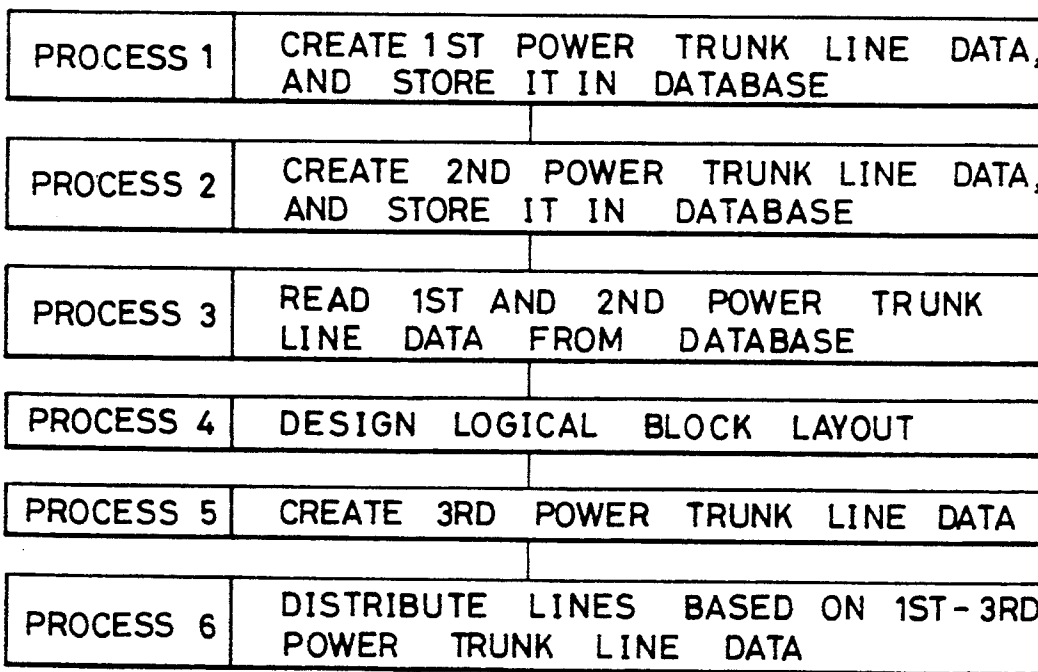 PROCESS 1
CREATE 1ST POWER TRUNK LINE DATA,
AND STORE IT IN DATABASE
PROCESS 2
CREATE 2ND POWER TRUNK LINE DATA,
AND STORE IT IN DATABASE
PROCESS 3
READ 1ST AND 2ND POWER TRUNK
LINE DATA FROM DATABASE
PROCESS 4
DESIGN LOGICAL BLOCK LAYOUT
PROCESS 5
CREATE 3RD POWER TRUNK LINE DATA
PROCESS 6
DISTRIBUTE LINES BASED ON 1ST-3RD
POWER TRUNK LINE DATA